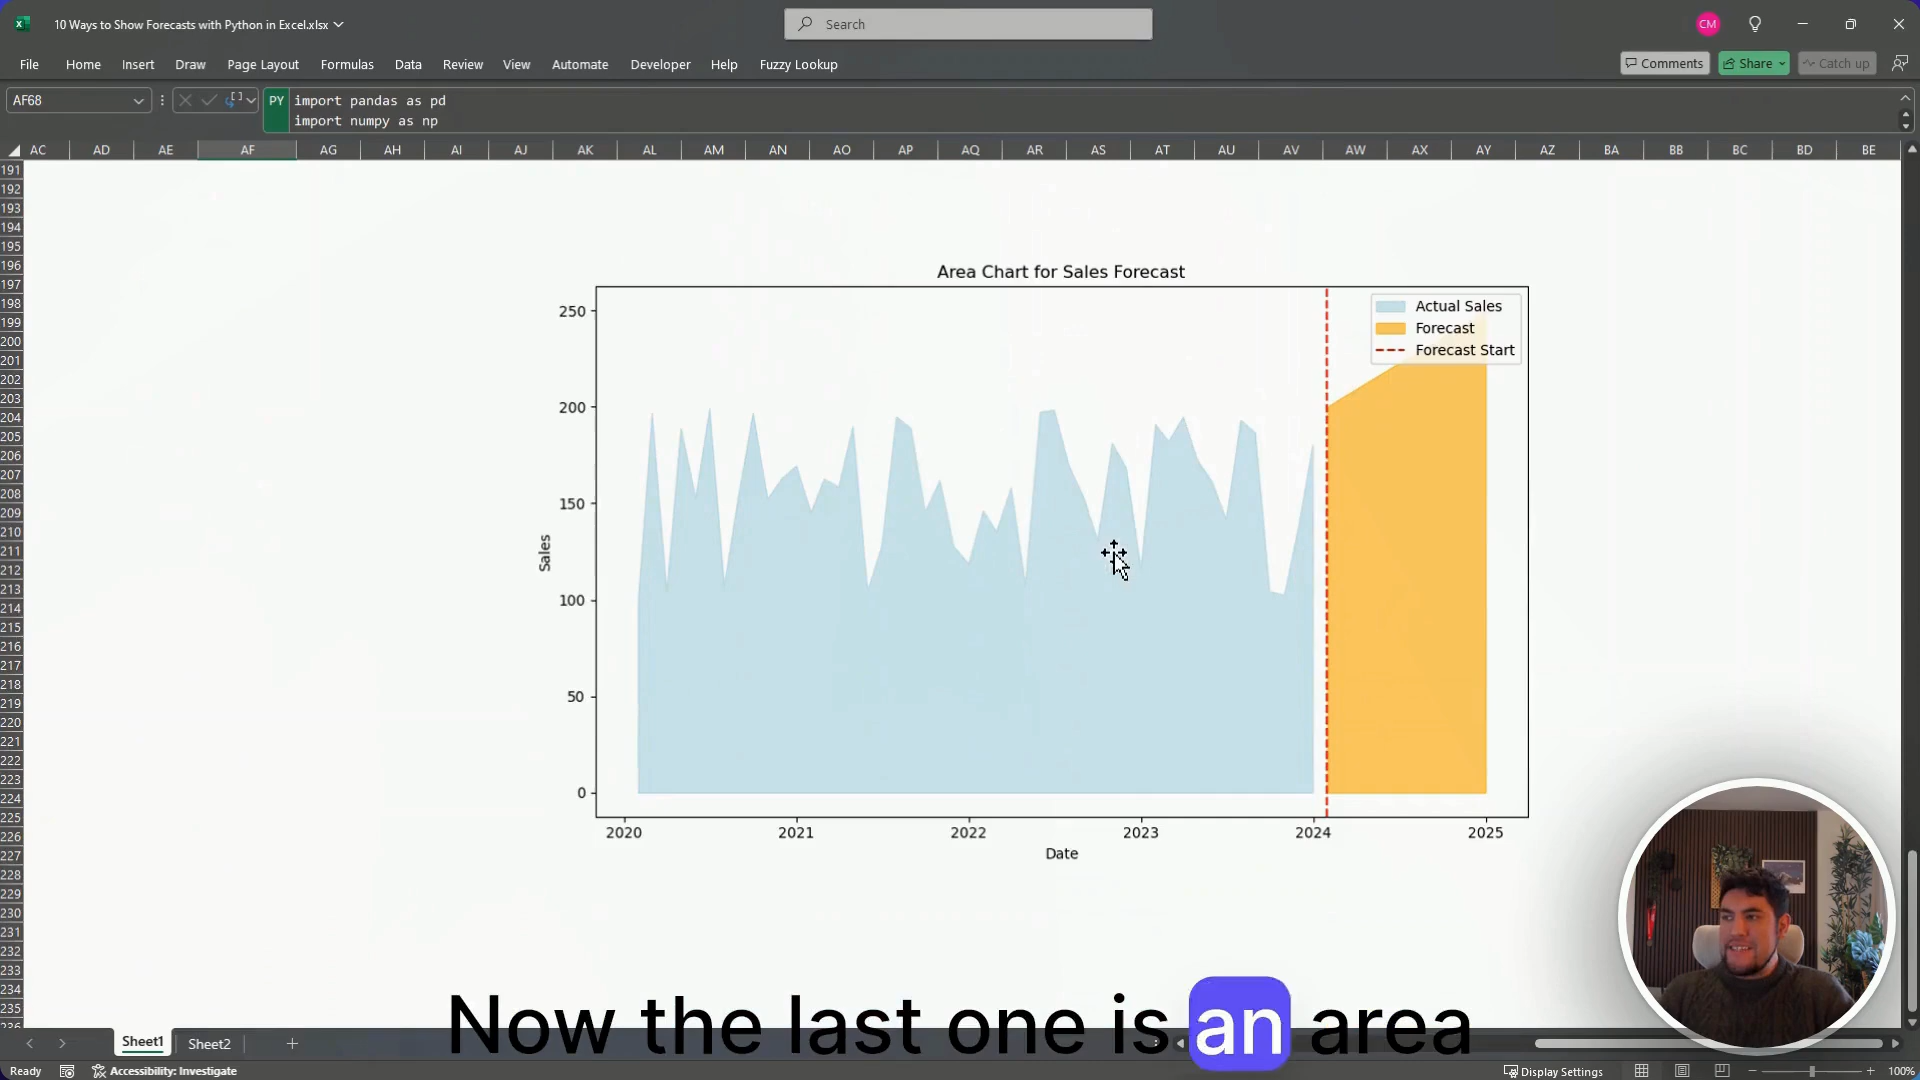 10 Ways to Show Forecasts with Python in Excel.xlsx
Search
CM
File Home Insert Draw Page Layout Formulas Data Review View Automate Developer Help Fuzzy Lookup
Comments Share Catch up
AF68
PY import pandas as pd
import numpy as np
AC AD AE AF AG AH AI AJ AK AL AM AN AO AP AQ AR AS AT AU AV AW AX AY AZ BA BB BC BD BE
191
192
193
194
195
196
197
198
199
200
201
202
203
204
205
206
207
208
209
210
211
212
213
214
215
216
217
218
219
220
221
222
223
224
225
226
227
228
229
230
231
232
233
234
235
Area Chart for Sales Forecast
Actual Sales
Forecast
Forecast Start
250
200
150
100
50
0
Sales
2020 2021 2022 2023 2024 2025
Date
Now the last one is an area
Sheet1 Sheet2
Ready Accessibility: Investigate
Display Settings 100%